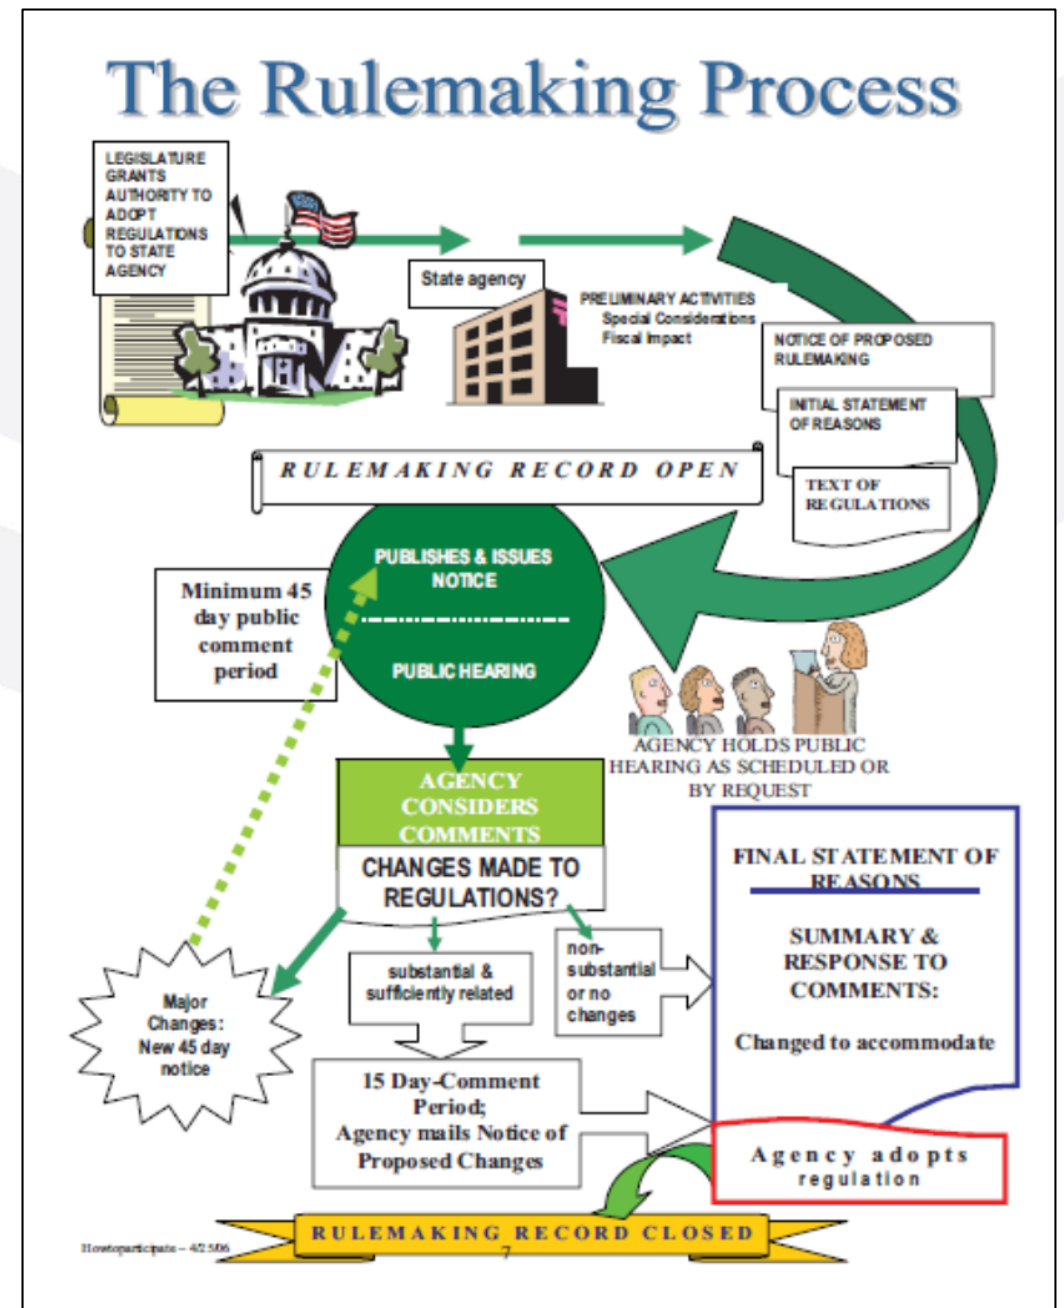 The Rulemaking Process
LEGISLATURE
GRANTS
AUTHORITY TO
ADOPT
REGULATIONS
TO STATE
AGENCY
State agency
PRELIMINARY ACTIVITIES
Special Considerations
Fiscal Impact
NOTICE OF PROPOSED
RULEMAKING
INITIAL STATEMENT
OF REASONS
TEXT OF
REGULATIONS
RULEMAKING RECORD OPEN
PUBLISHES & ISSUES
NOTICE
PUBLIC HEARING
Minimum 45
day public
comment
period
AGENCY HOLDS PUBLIC
HEARING AS SCHEDULED OR
BY REQUEST
AGENCY
CONSIDERS
COMMENTS
CHANGES MADE TO
REGULATIONS?
Major
Changes:
New 45 day
notice
substantial &
sufficiently related
non-
substantial
or no
changes
15 Day-Comment
Period;
Agency mails Notice of
Proposed Changes
FINAL STATEMENT OF
REASONS
SUMMARY &
RESPONSE TO
COMMENTS:
Changed to accommodate
Agency adopts
regulation
RULEMAKING RECORD CLOSED
Howtoparticipate – 4/25/06
7